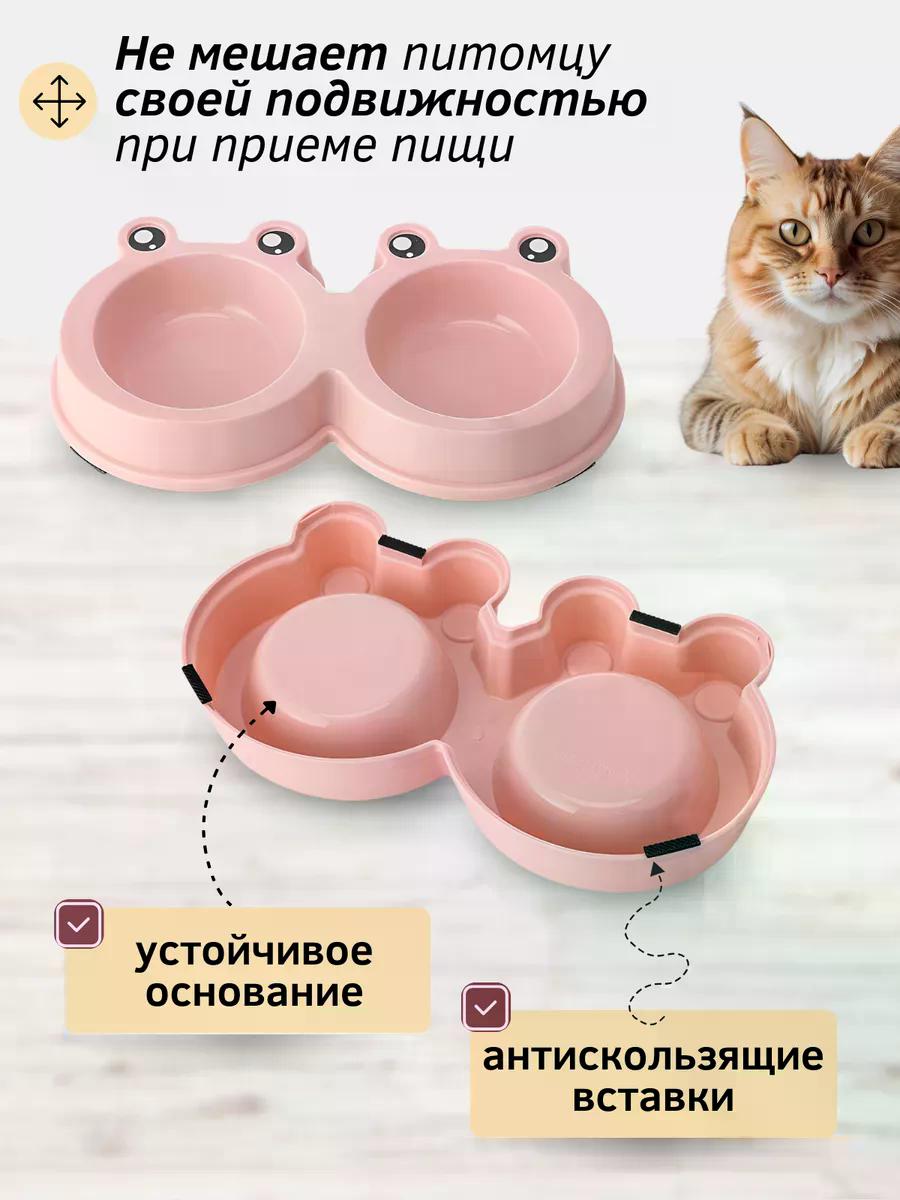 Не мешает питомцу
своей подвижностью
при приеме пищи
устойчивое
основание
антискользящие
вставки